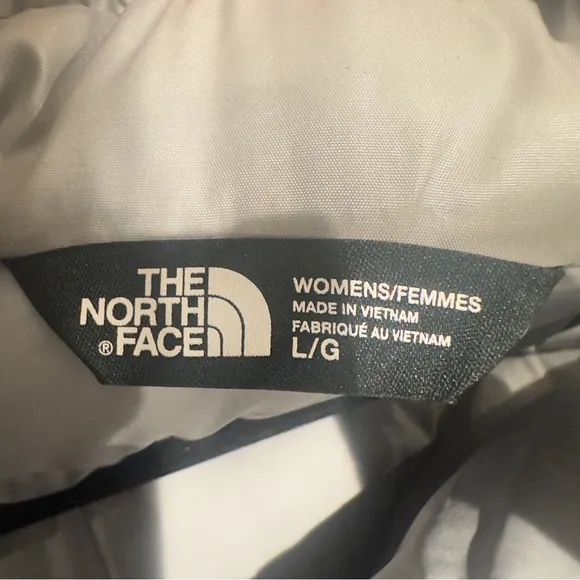 THE
NORTH
®FACE
WOMENS/FEMMES
MADE IN VIETNAM
FABRIQUÉ AU VIETNAM
L/G